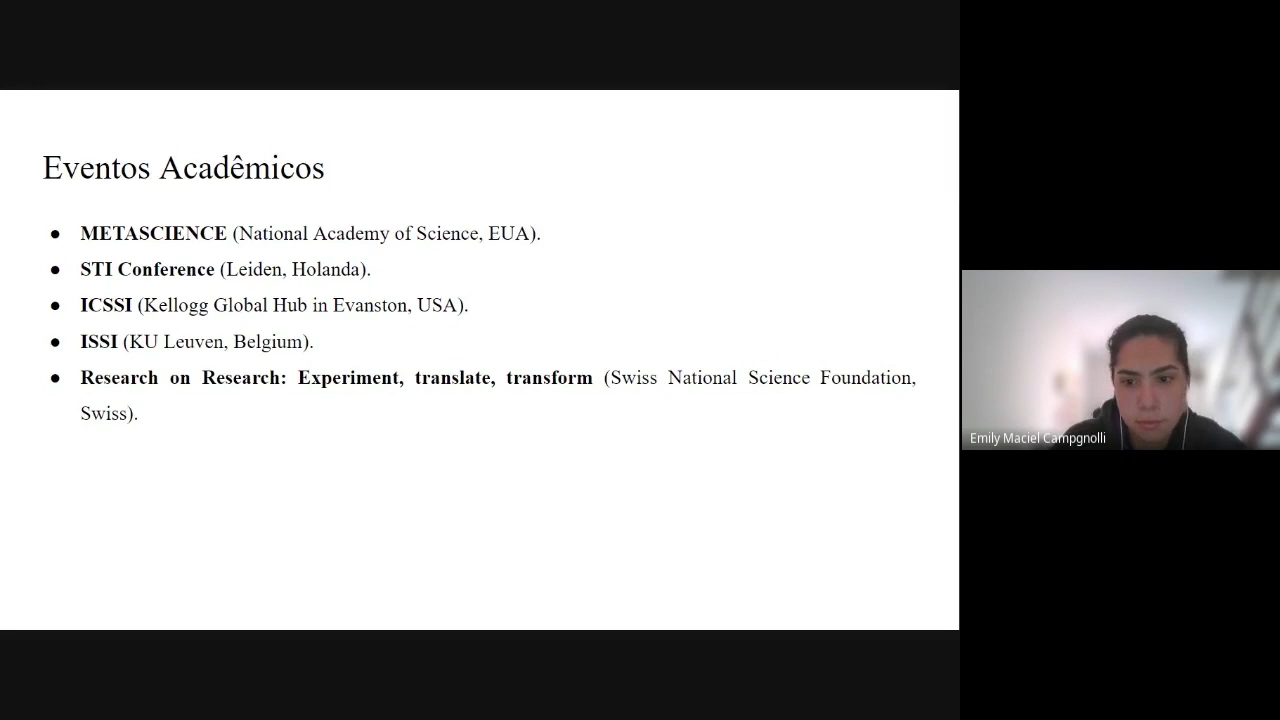 Eventos Acadêmicos
● METASCIENCE (National Academy of Science, EUA).
● STI Conference (Leiden, Holanda).
● ICSSI (Kellogg Global Hub in Evanston, USA).
● ISSI (KU Leuven, Belgium).
● Research on Research: Experiment, translate, transform (Swiss National Science Foundation,
Swiss).
Emily Maciel Campgnolli